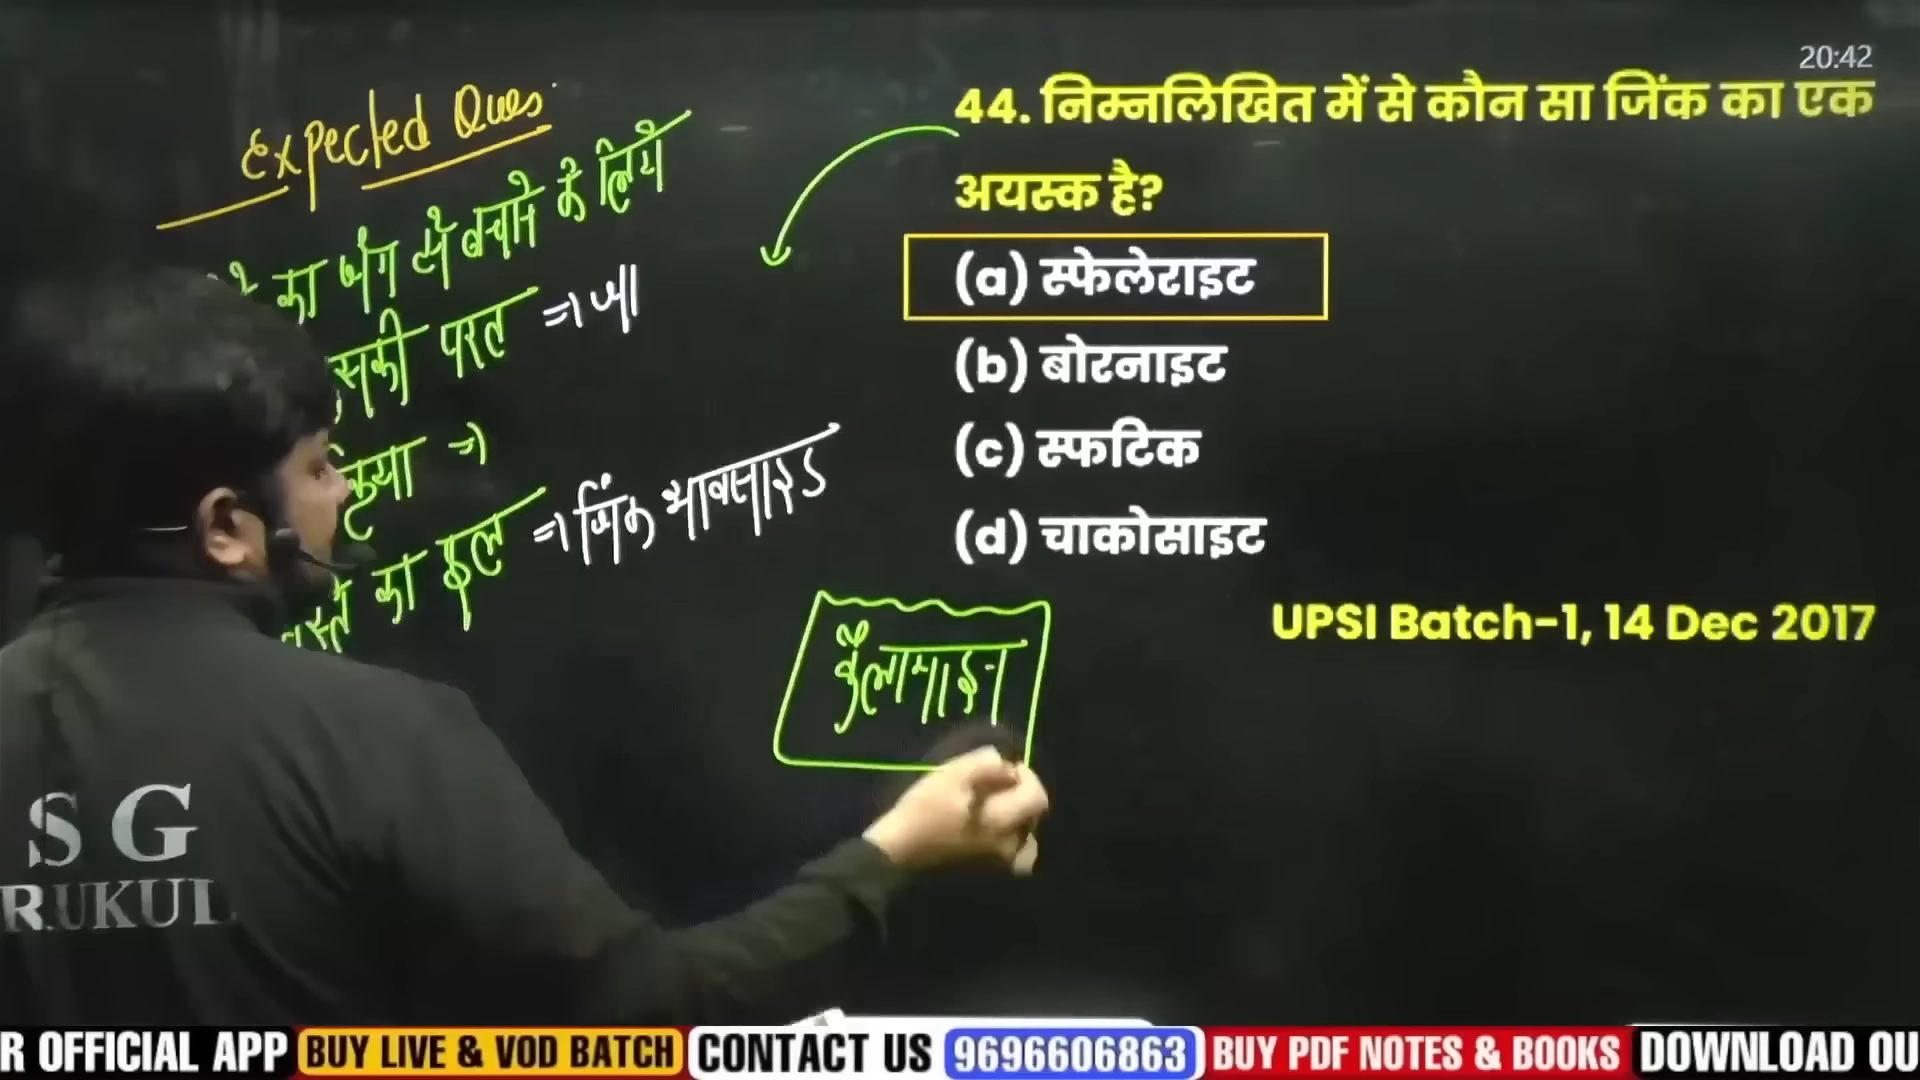 20:42
Expected Ques.
का जंग से बचाने के लिये
सकी परत ⇒ ज
क्रिया ⇒
का फूल ⇒ जिंक आक्साइड
44. निम्नलिखित में से कौन सा जिंक का एक
अयस्क है?
(a) स्फेलेराइट
(b) बोरनाइट
(c) स्फटिक
(d) चाकोसाइट
UPSI Batch-1, 14 Dec 2017
कैलामाइन
S G
RUKUL
R OFFICIAL APP BUY LIVE & VOD BATCH CONTACT US 9696606863 BUY PDF NOTES & BOOKS DOWNLOAD OU